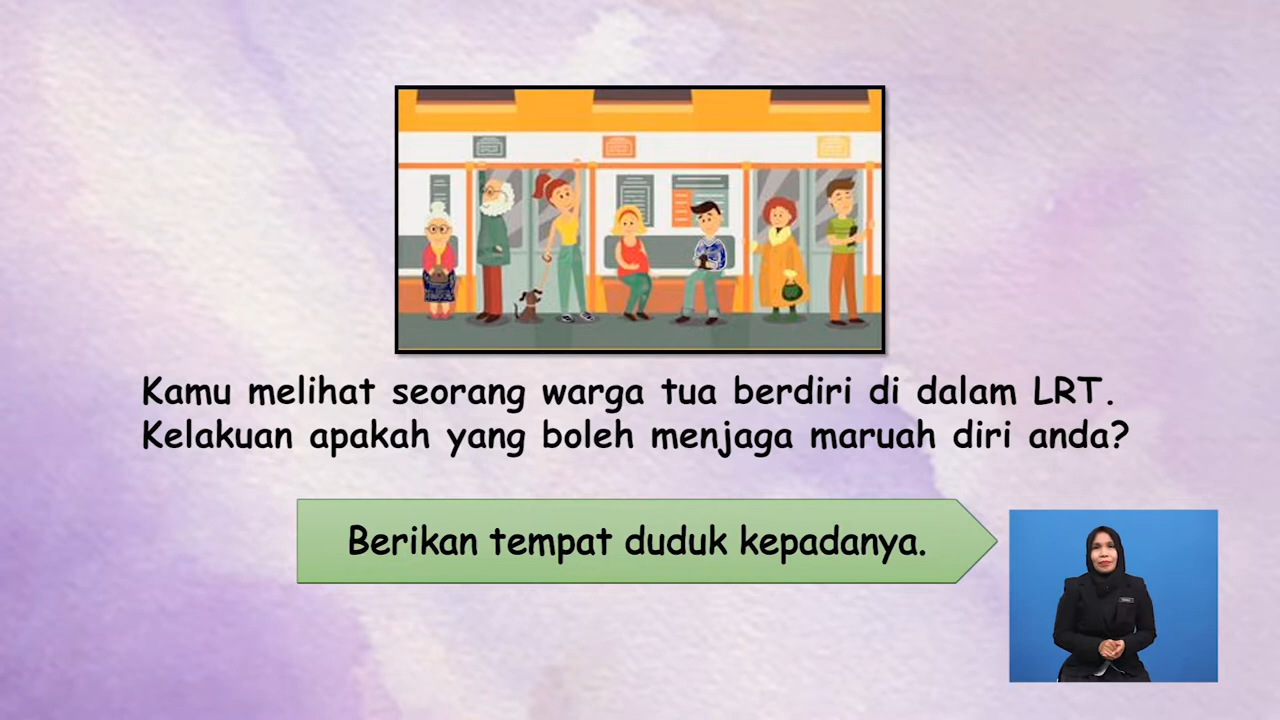 Kamu melihat seorang warga tua berdiri di dalam LRT.
Kelakuan apakah yang boleh menjaga maruah diri anda?
Berikan tempat duduk kepadanya.